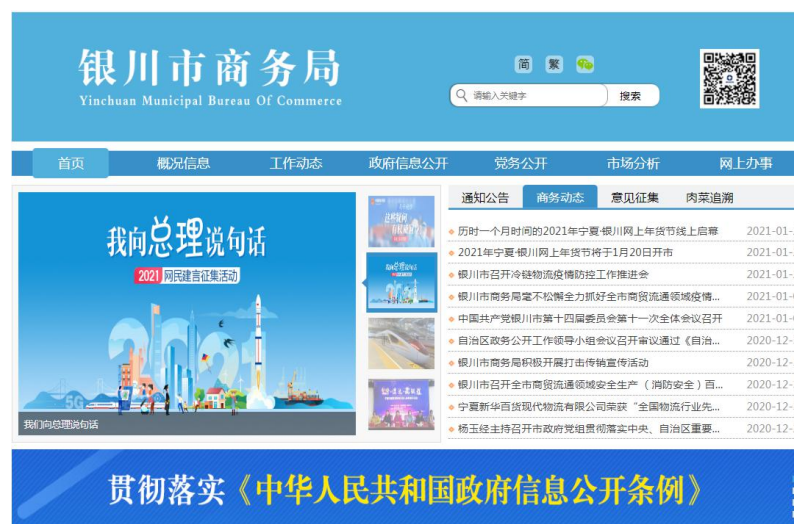 银川市商务局
Yinchuan Municipal Bureau Of Commerce
简 繁
请输入关键字 搜索
首页 概况信息 工作动态 政府信息公开 党务公开 市场分析 网上办事
我向总理说句话
2021 网民建言征集活动
2021
5G
我们向总理说句话
通知公告 商务动态 意见征集 肉菜追溯
历时一个月时间的2021年宁夏·银川网上年货节线上启幕 2021-01-
2021年宁夏·银川网上年货节将于1月20日开市 2021-01-
银川市召开冷链物流疫情防控工作推进会 2021-01-
银川市商务局毫不松懈全力抓好全市商贸流通领域疫情... 2021-01-
中国共产党银川市第十四届委员会第十一次全体会议召开 2021-01-
自治区政务公开工作领导小组会议召开审议通过《自治... 2020-12-
银川市商务局积极开展打击传销宣传活动 2020-12-
银川市召开全市商贸流通领域安全生产（消防安全）百... 2020-12-
宁夏新华百货现代物流有限公司荣获“全国物流行业先... 2020-12-
杨玉经主持召开市政府党组贯彻落实中央、自治区重要... 2020-12-
贯彻落实《中华人民共和国政府信息公开条例》